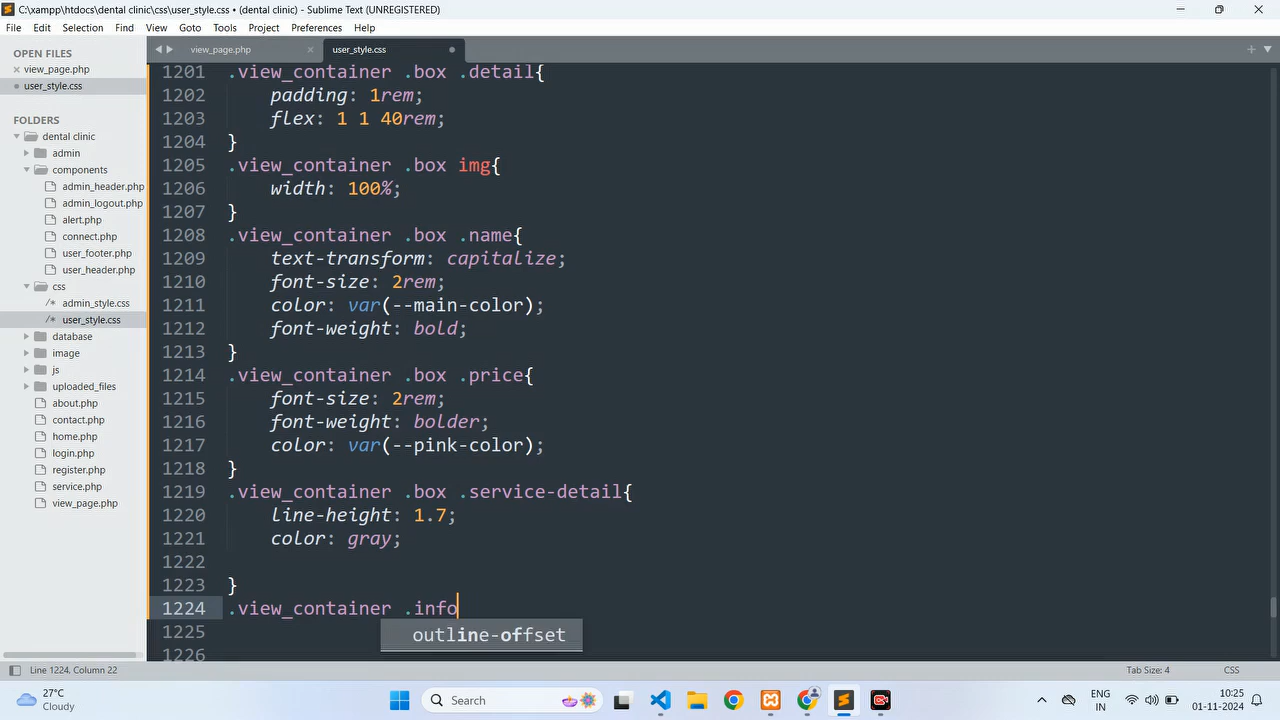 C:\xampp\htdocs\dental clinic\css\user_style.css • (dental clinic) - Sublime Text (UNREGISTERED)
File Edit Selection Find View Goto Tools Project Preferences Help
OPEN FILES
view_page.php
user_style.css
FOLDERS
dental clinic
admin
components
admin_header.php
admin_logout.php
alert.php
connect.php
user_footer.php
user_header.php
css
/* admin_style.css
/* user_style.css
database
image
js
uploaded_files
about.php
contact.php
home.php
login.php
register.php
service.php
view_page.php
view_page.php
user_style.css
1201 .view_container .box .detail{
1202 padding: 1rem;
1203 flex: 1 1 40rem;
1204 }
1205 .view_container .box img{
1206 width: 100%;
1207 }
1208 .view_container .box .name{
1209 text-transform: capitalize;
1210 font-size: 2rem;
1211 color: var(--main-color);
1212 font-weight: bold;
1213 }
1214 .view_container .box .price{
1215 font-size: 2rem;
1216 font-weight: bolder;
1217 color: var(--pink-color);
1218 }
1219 .view_container .box .service-detail{
1220 line-height: 1.7;
1221 color: gray;
1222
1223 }
1224 .view_container .info
1225 outline-offset
1226
Line 1224, Column 22
Tab Size: 4 CSS
27°C
Cloudy
Search
ENG
IN
10:25
01-11-2024